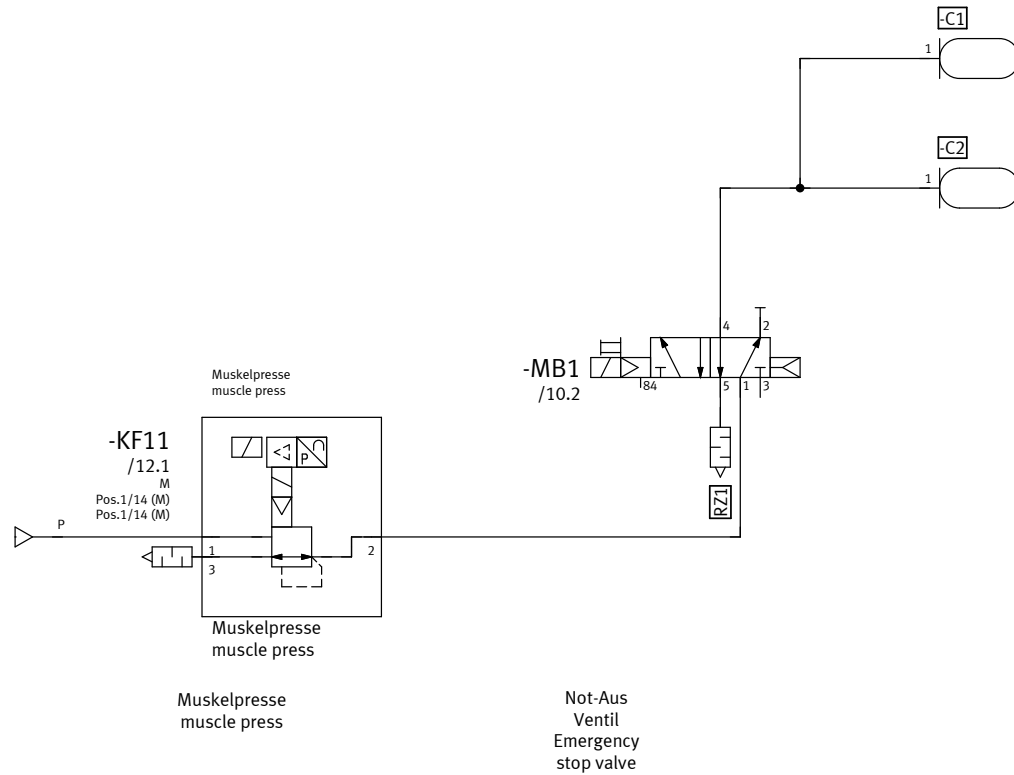 -C1
1
-C2
1
4
2
-MB1
/10.2
84
5
1
3
Muskelpresse
muscle press
-KF11
/12.1
M
Pos.1/14 (M)
Pos.1/14 (M)
P
RZ1
P
1
2
3
Muskelpresse
muscle press
Muskelpresse
muscle press
Not-Aus
Ventil
Emergency
stop valve